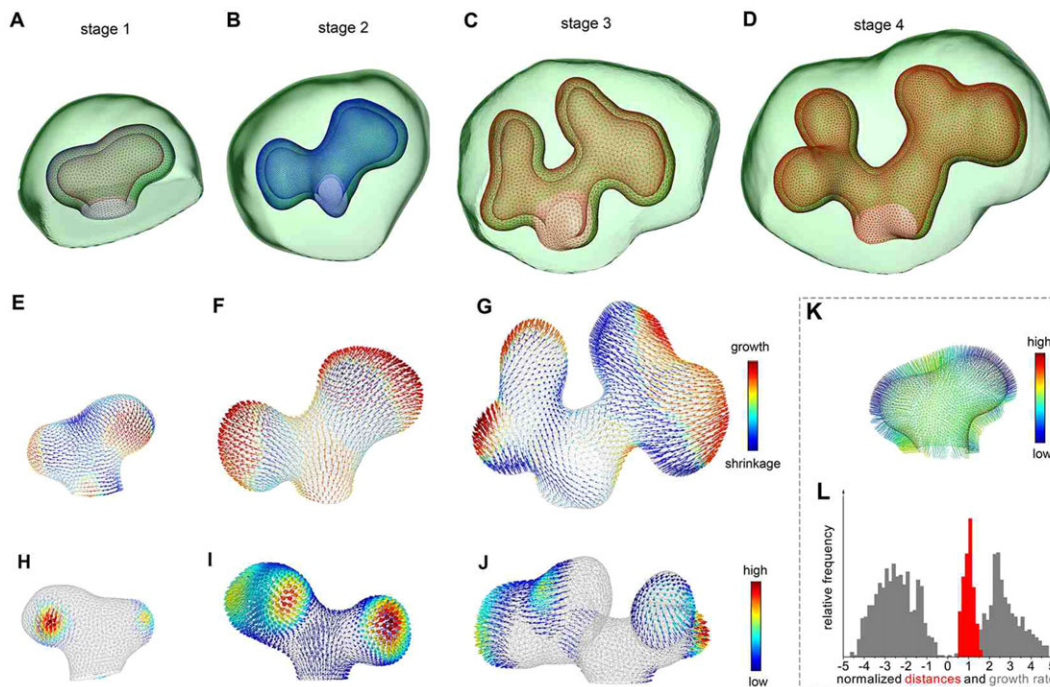 A
stage 1
B
stage 2
C
stage 3
D
stage 4
E
F
G
growth
shrinkage
K
high
low
H
I
J
high
low
L
relative frequency
-5 -4 -3 -2 -1 0 1 2 3 4 5
normalized distances and growth rate